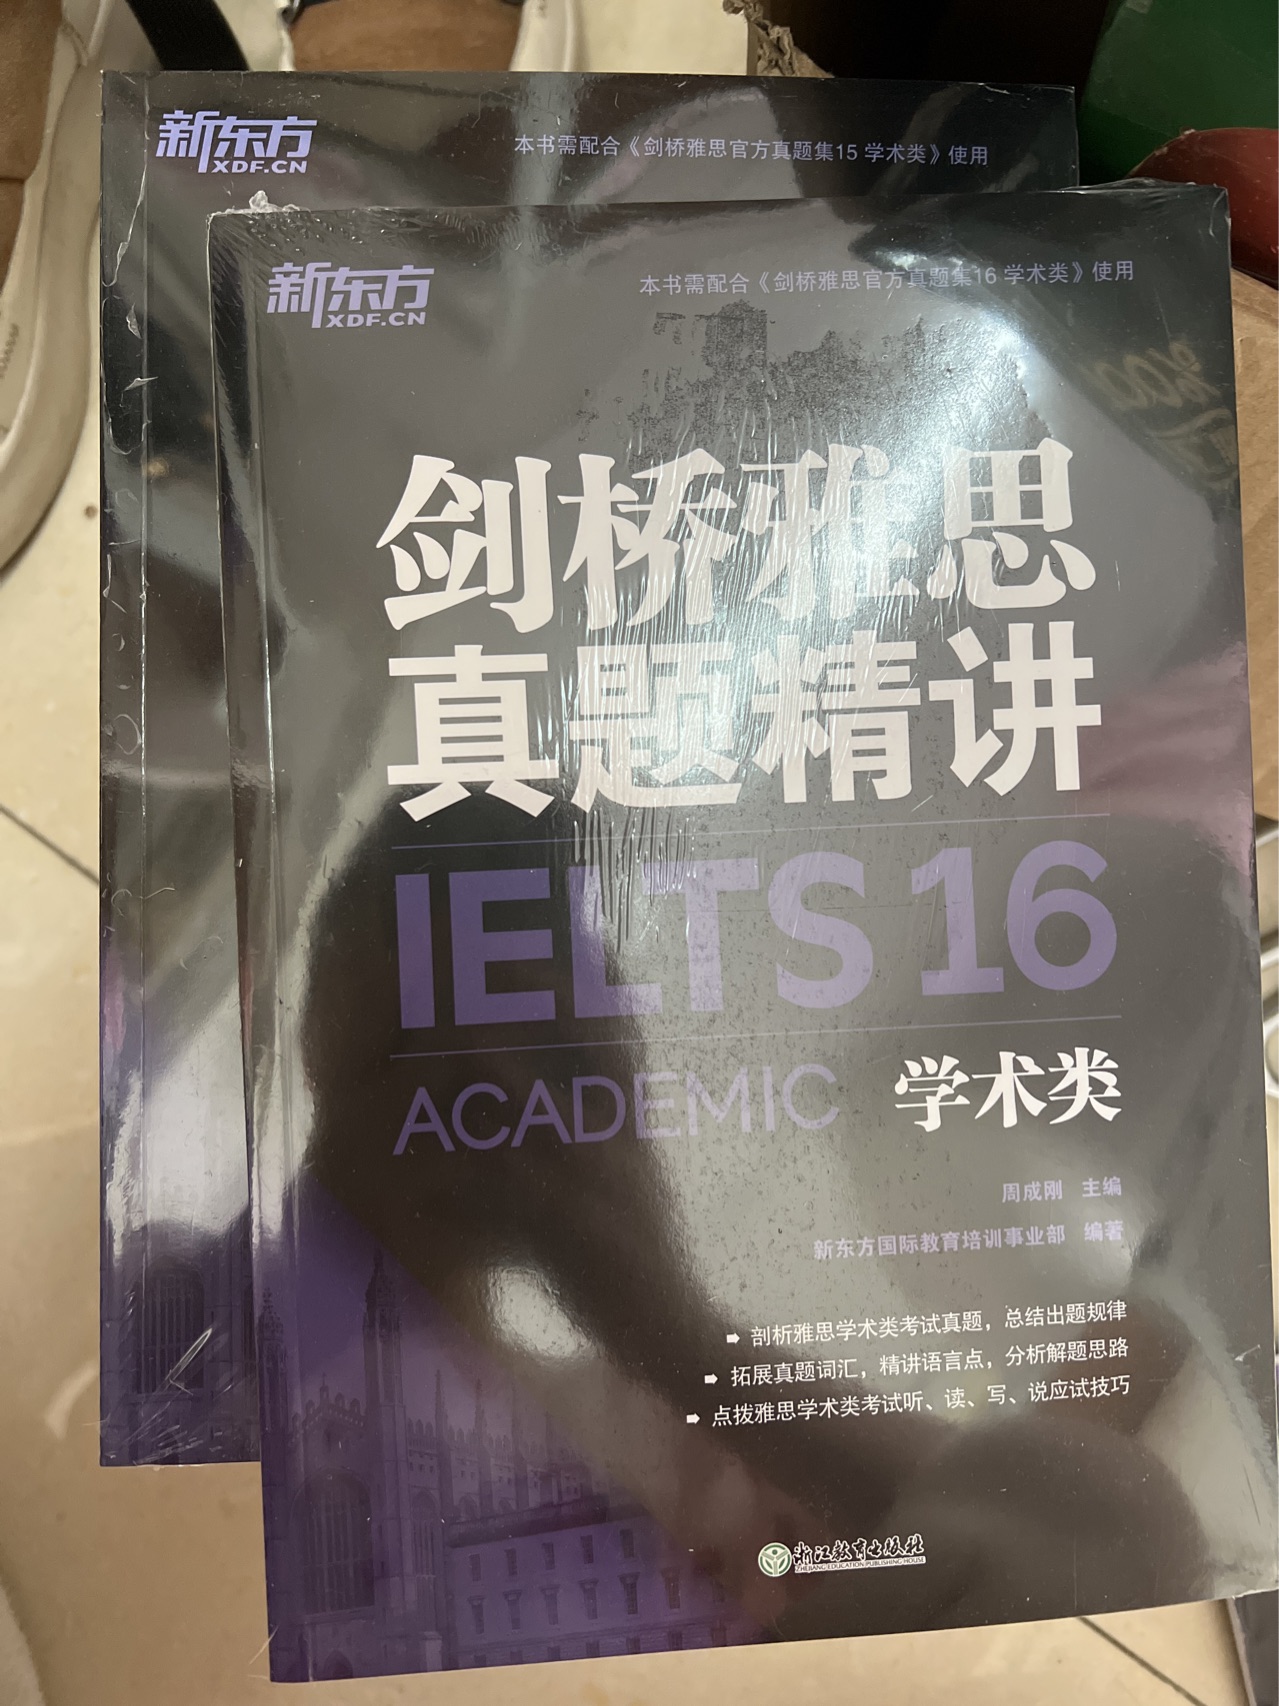 新东方
XDF.CN
本书需配合《剑桥雅思官方真题集15 学术类》使用
新东方
XDF.CN
本书需配合《剑桥雅思官方真题集16 学术类》使用
剑桥雅思
真题精讲
IELTS 16
ACADEMIC 学术类
周成刚 主编
新东方国际教育培训事业部 编著
➡ 剖析雅思学术类考试真题，总结出题规律
➡ 拓展真题词汇，精讲语言点，分析解题思路
➡ 点拨雅思学术类考试听、读、写、说应试技巧
浙江教育出版社
ZHEJIANG EDUCATION PUBLISHING HOUSE